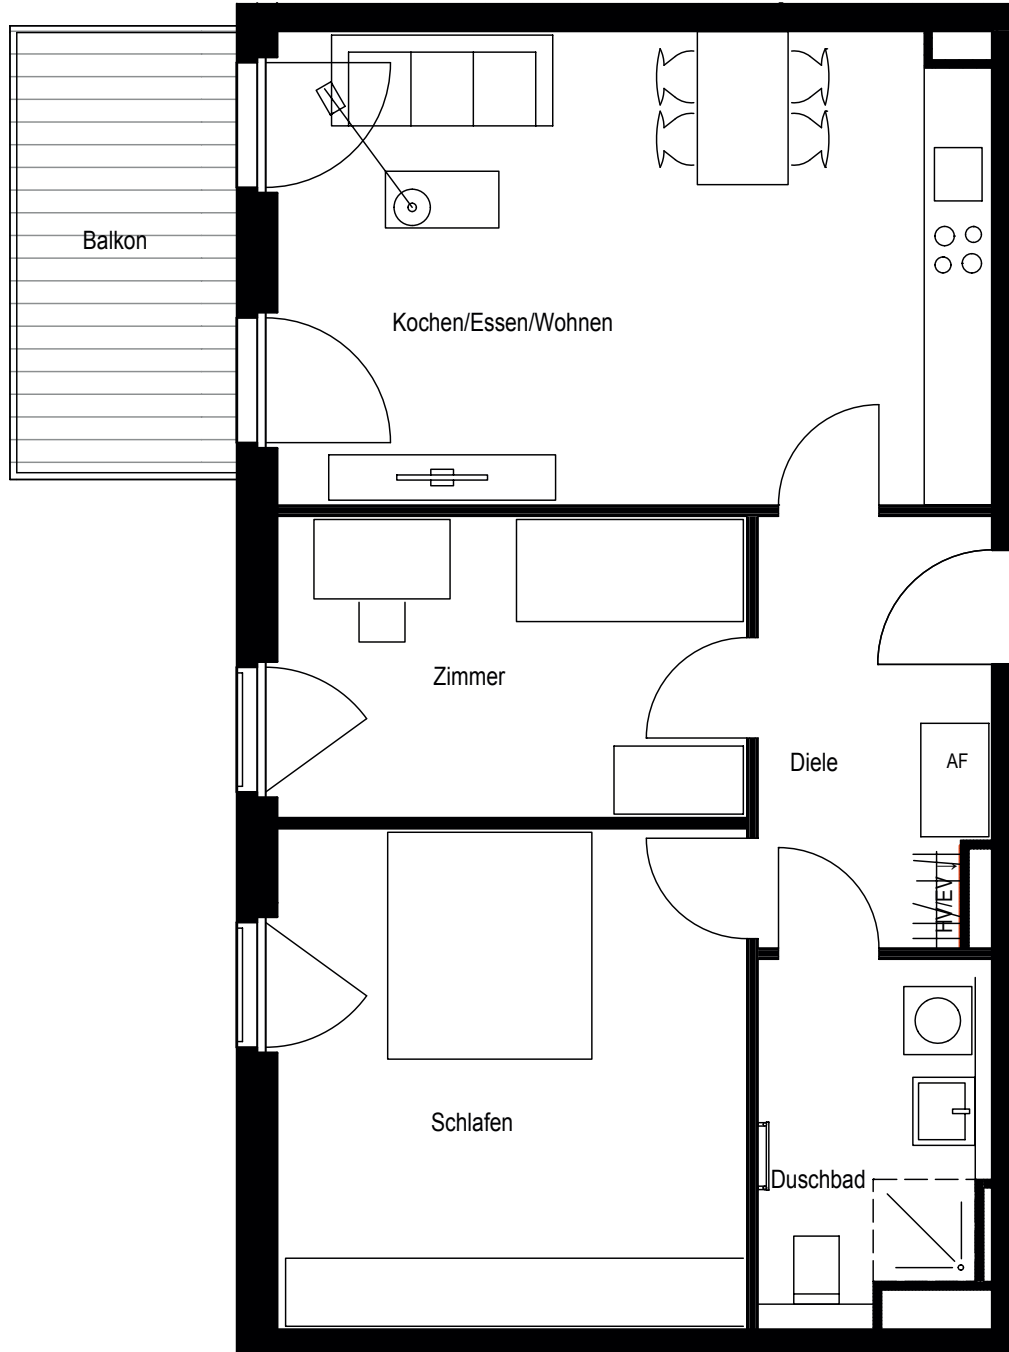 Balkon
Kochen/Essen/Wohnen
Zimmer
Diele
AF
HV/EV
Schlafen
Duschbad